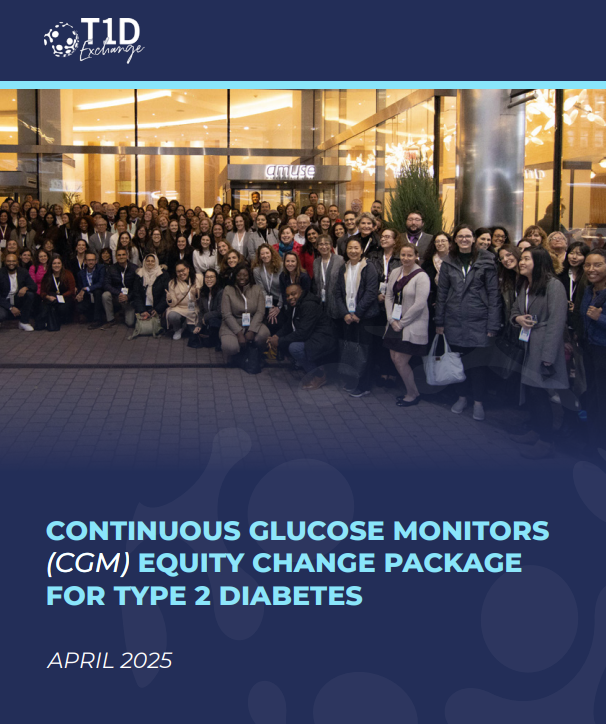 T1D
Exchange
amuse
CONTINUOUS GLUCOSE MONITORS
(CGM) EQUITY CHANGE PACKAGE
FOR TYPE 2 DIABETES
APRIL 2025